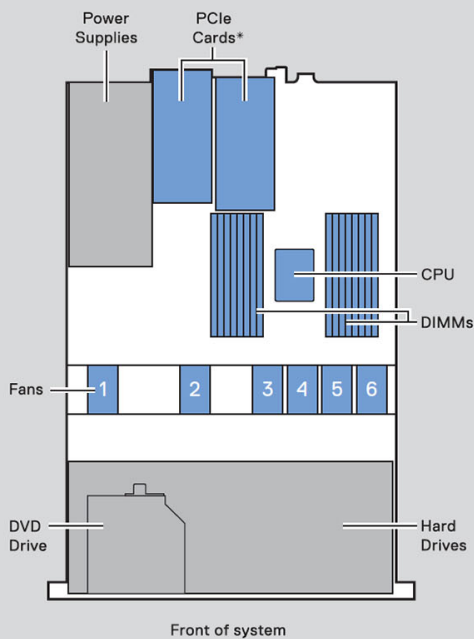 Power
Supplies
PCIe
Cards*
CPU
DIMMs
Fans
1
2
3
4
5
6
DVD
Drive
Hard
Drives
Front of system